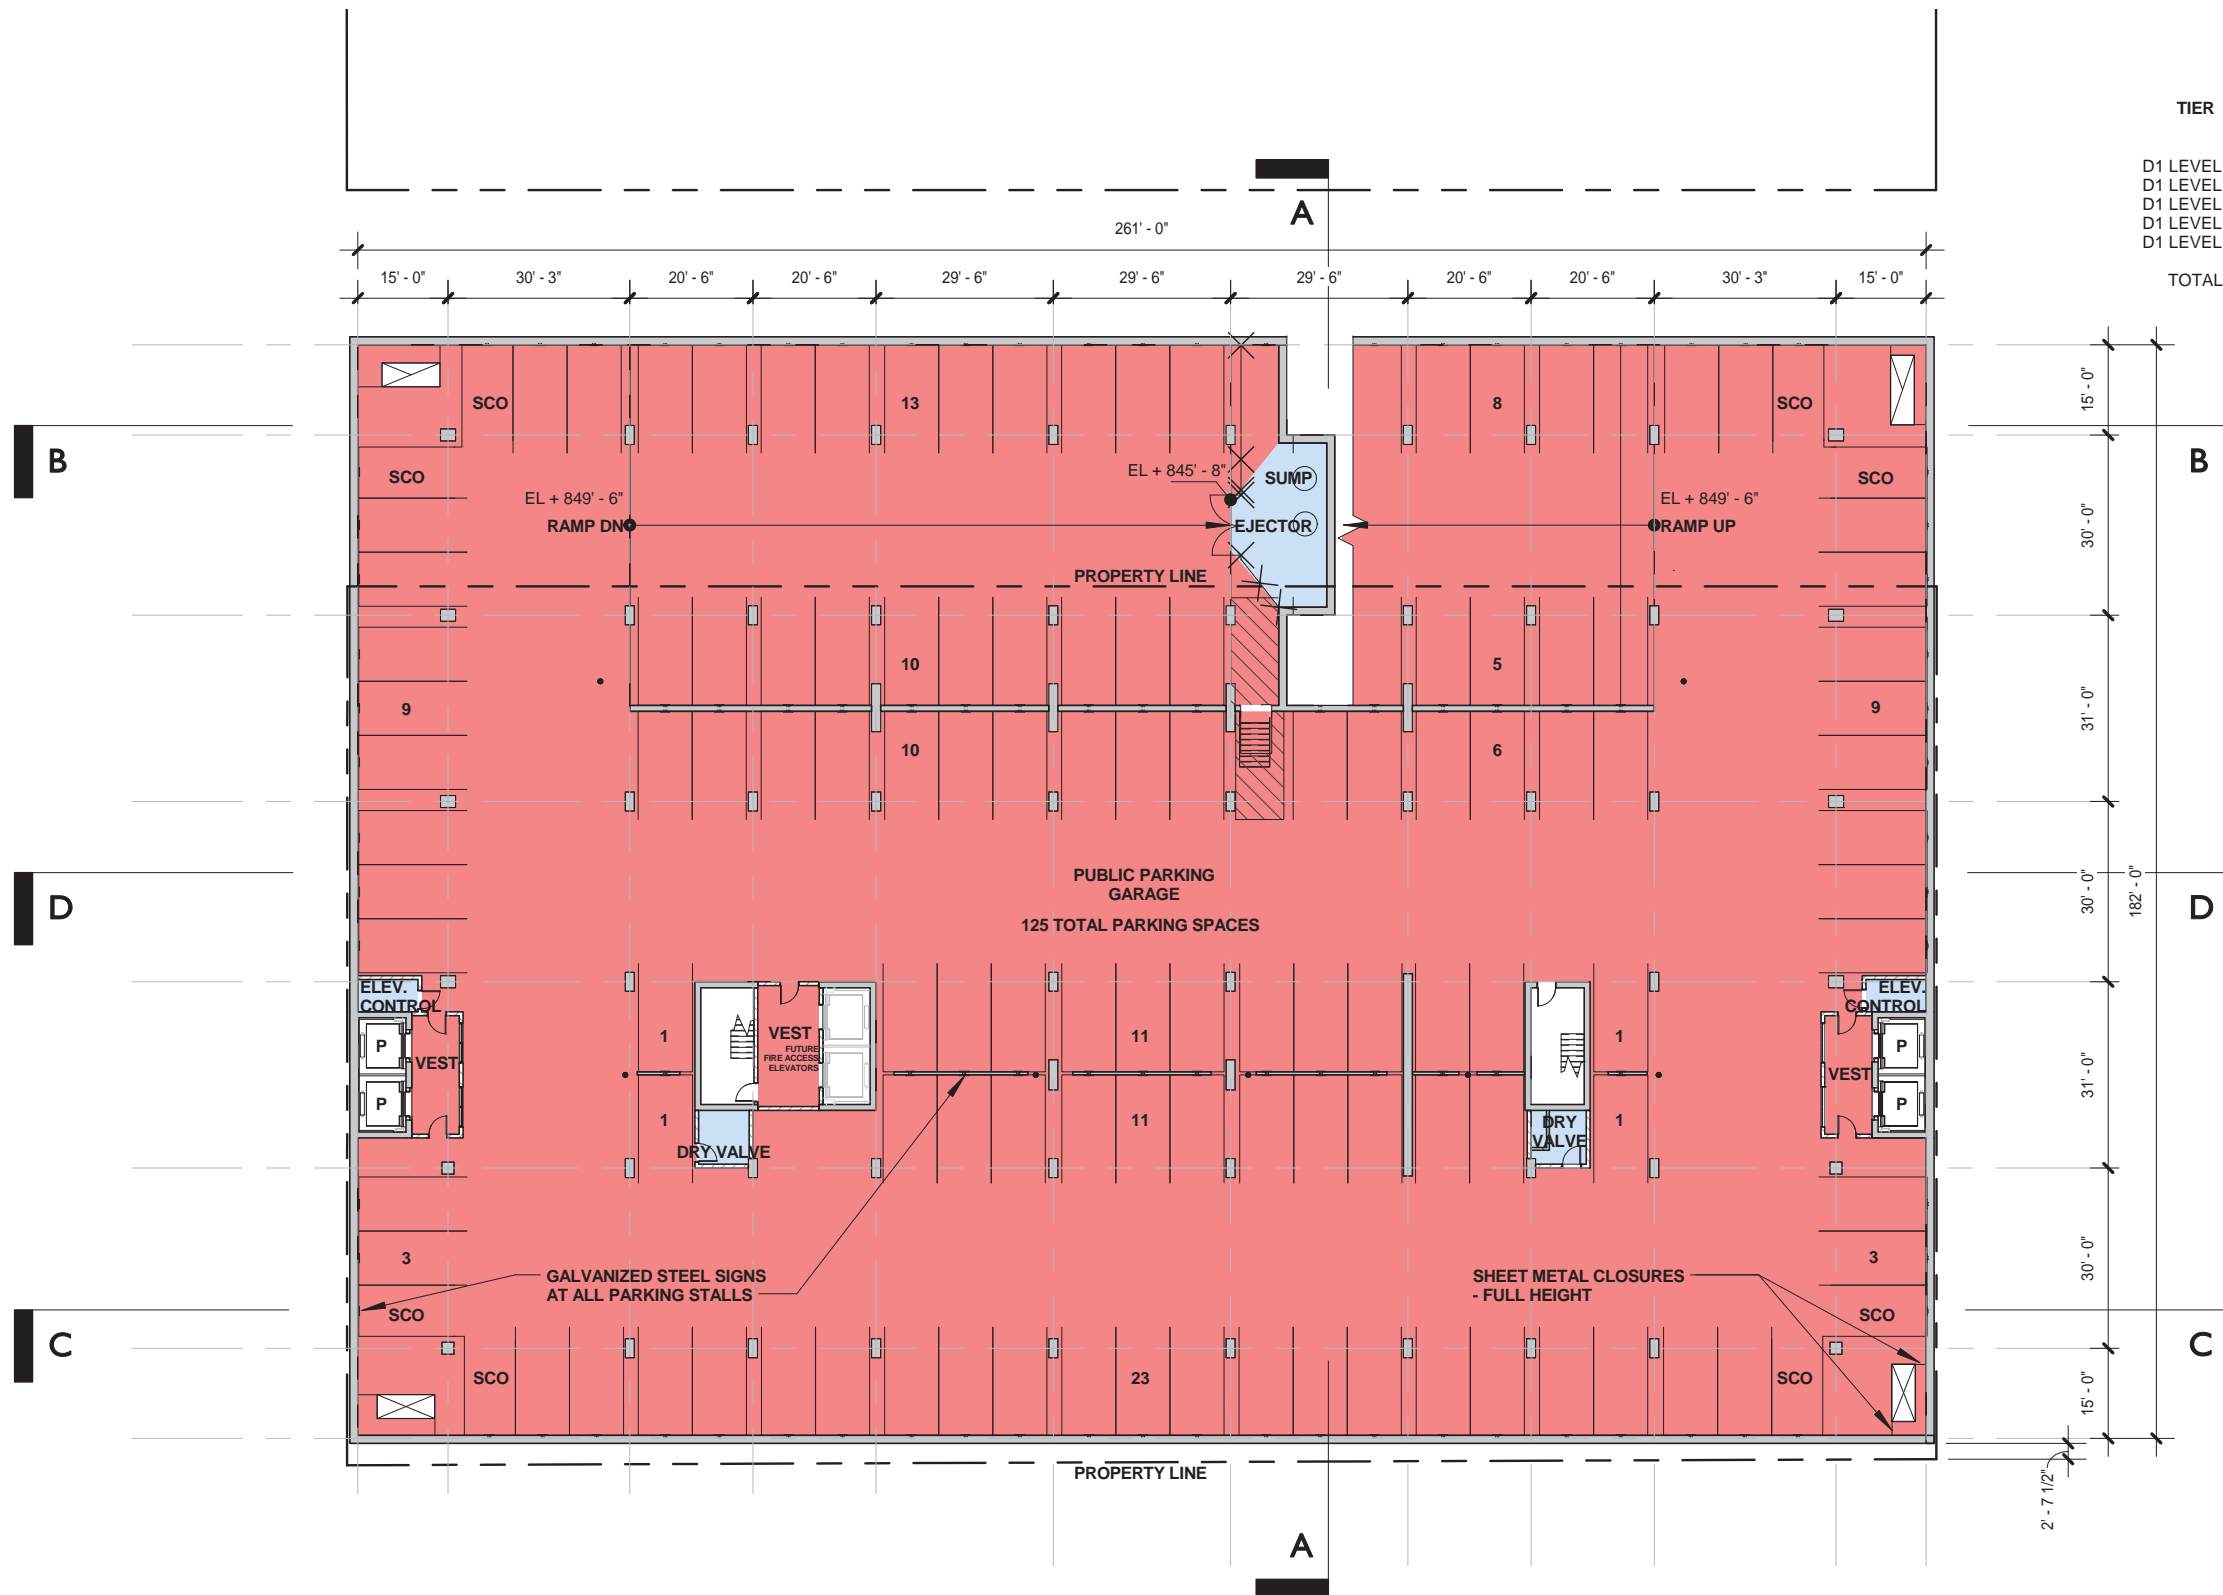 TIER
D1 LEVEL
D1 LEVEL
D1 LEVEL
D1 LEVEL
D1 LEVEL
TOTAL
A
261' - 0"
15' - 0"
30' - 3"
20' - 6"
20' - 6"
29' - 6"
29' - 6"
29' - 6"
20' - 6"
20' - 6"
30' - 3"
15' - 0"
SCO
13
8
SCO
15' - 0"
B
SCO
EL + 845' - 8"
SUMP
SCO
B
EL + 849' - 6"
EL + 849' - 6"
RAMP DN
EJECTOR
RAMP UP
30' - 0"
PROPERTY LINE
10
5
9
9
31' - 0"
10
6
PUBLIC PARKING
GARAGE
125 TOTAL PARKING SPACES
D
30' - 0"
182' - 0"
D
ELEV.
CONTROL
ELEV.
CONTROL
P
VEST
1
VEST
FUTURE
FIRE ACCESS
ELEVATORS
11
1
VEST
P
P
P
31' - 0"
1
11
1
DRY VALVE
DRY
VALVE
3
3
30' - 0"
GALVANIZED STEEL SIGNS
AT ALL PARKING STALLS
SHEET METAL CLOSURES
- FULL HEIGHT
SCO
SCO
C
C
SCO
23
SCO
15' - 0"
PROPERTY LINE
2' - 7 1/2"
A